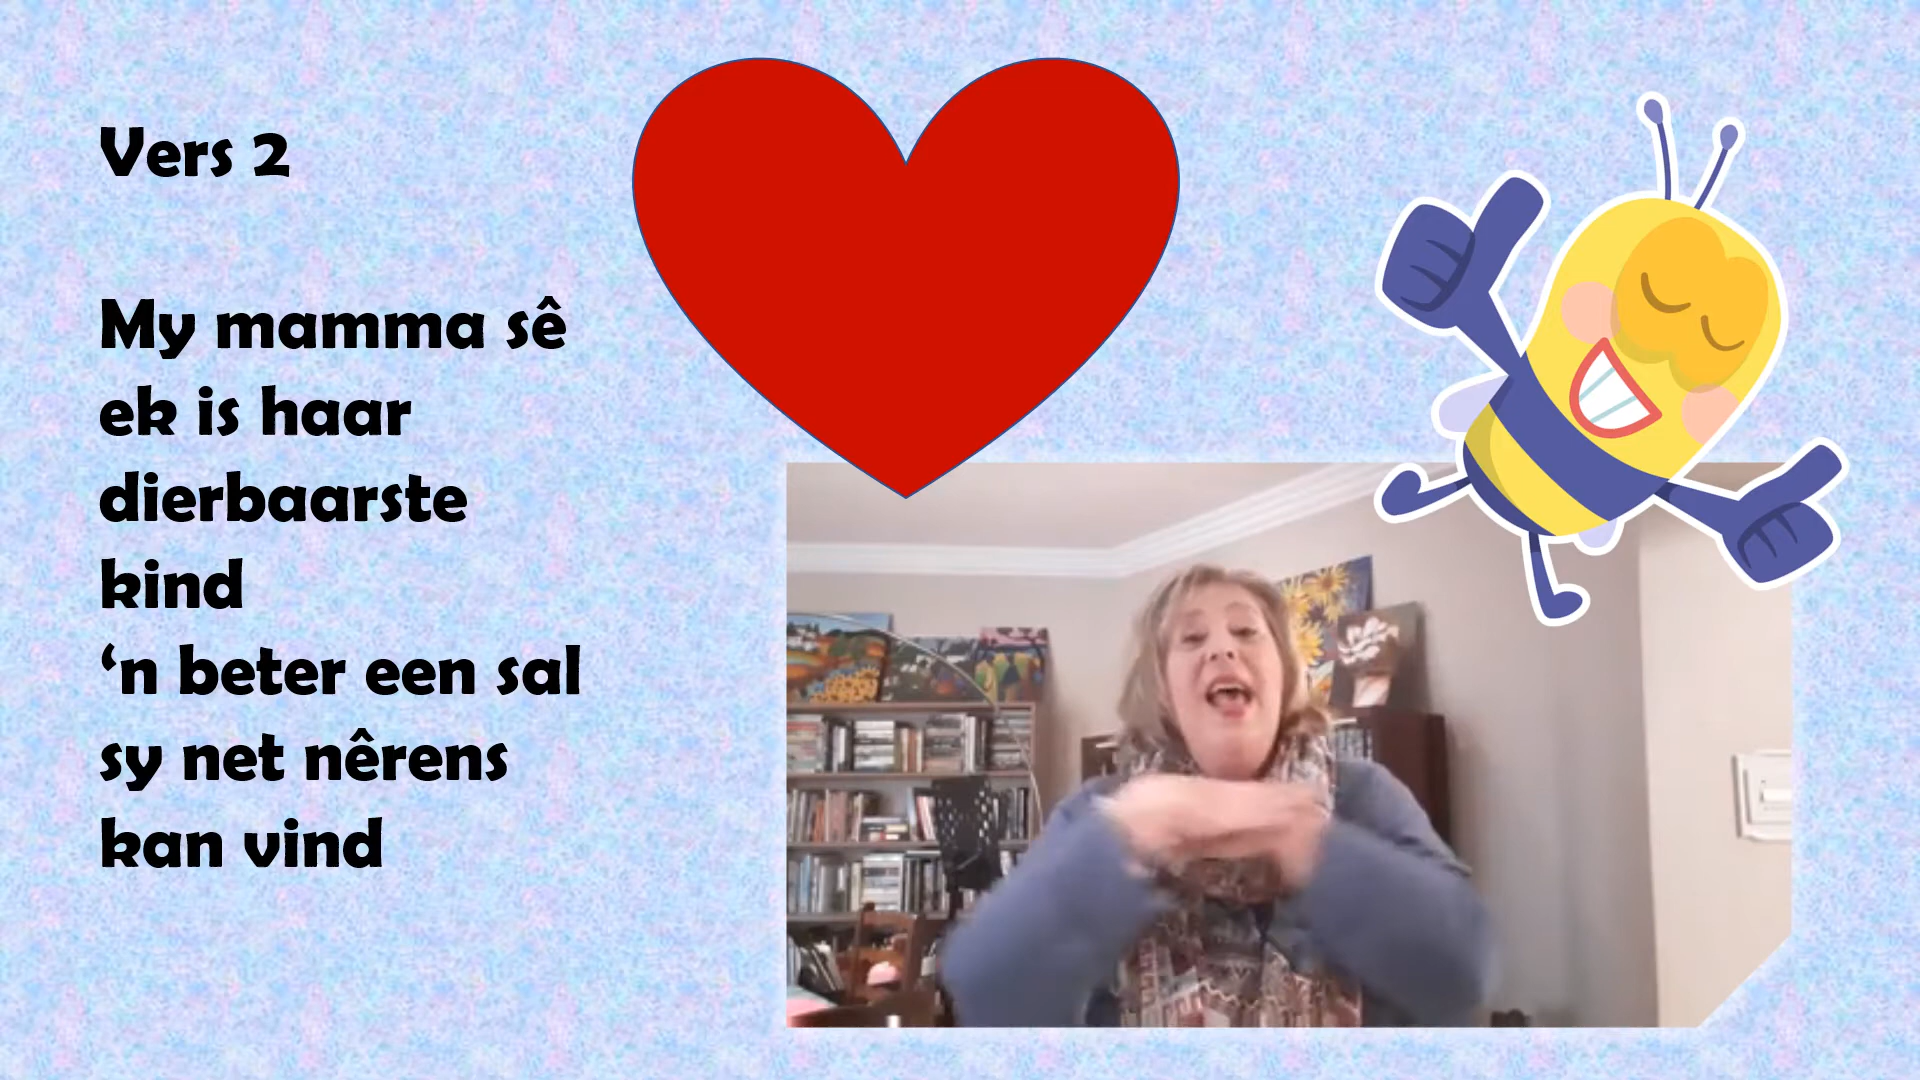 Vers 2
My mamma sê
ek is haar
dierbaarste
kind
‘n beter een sal
sy net nêrens
kan vind